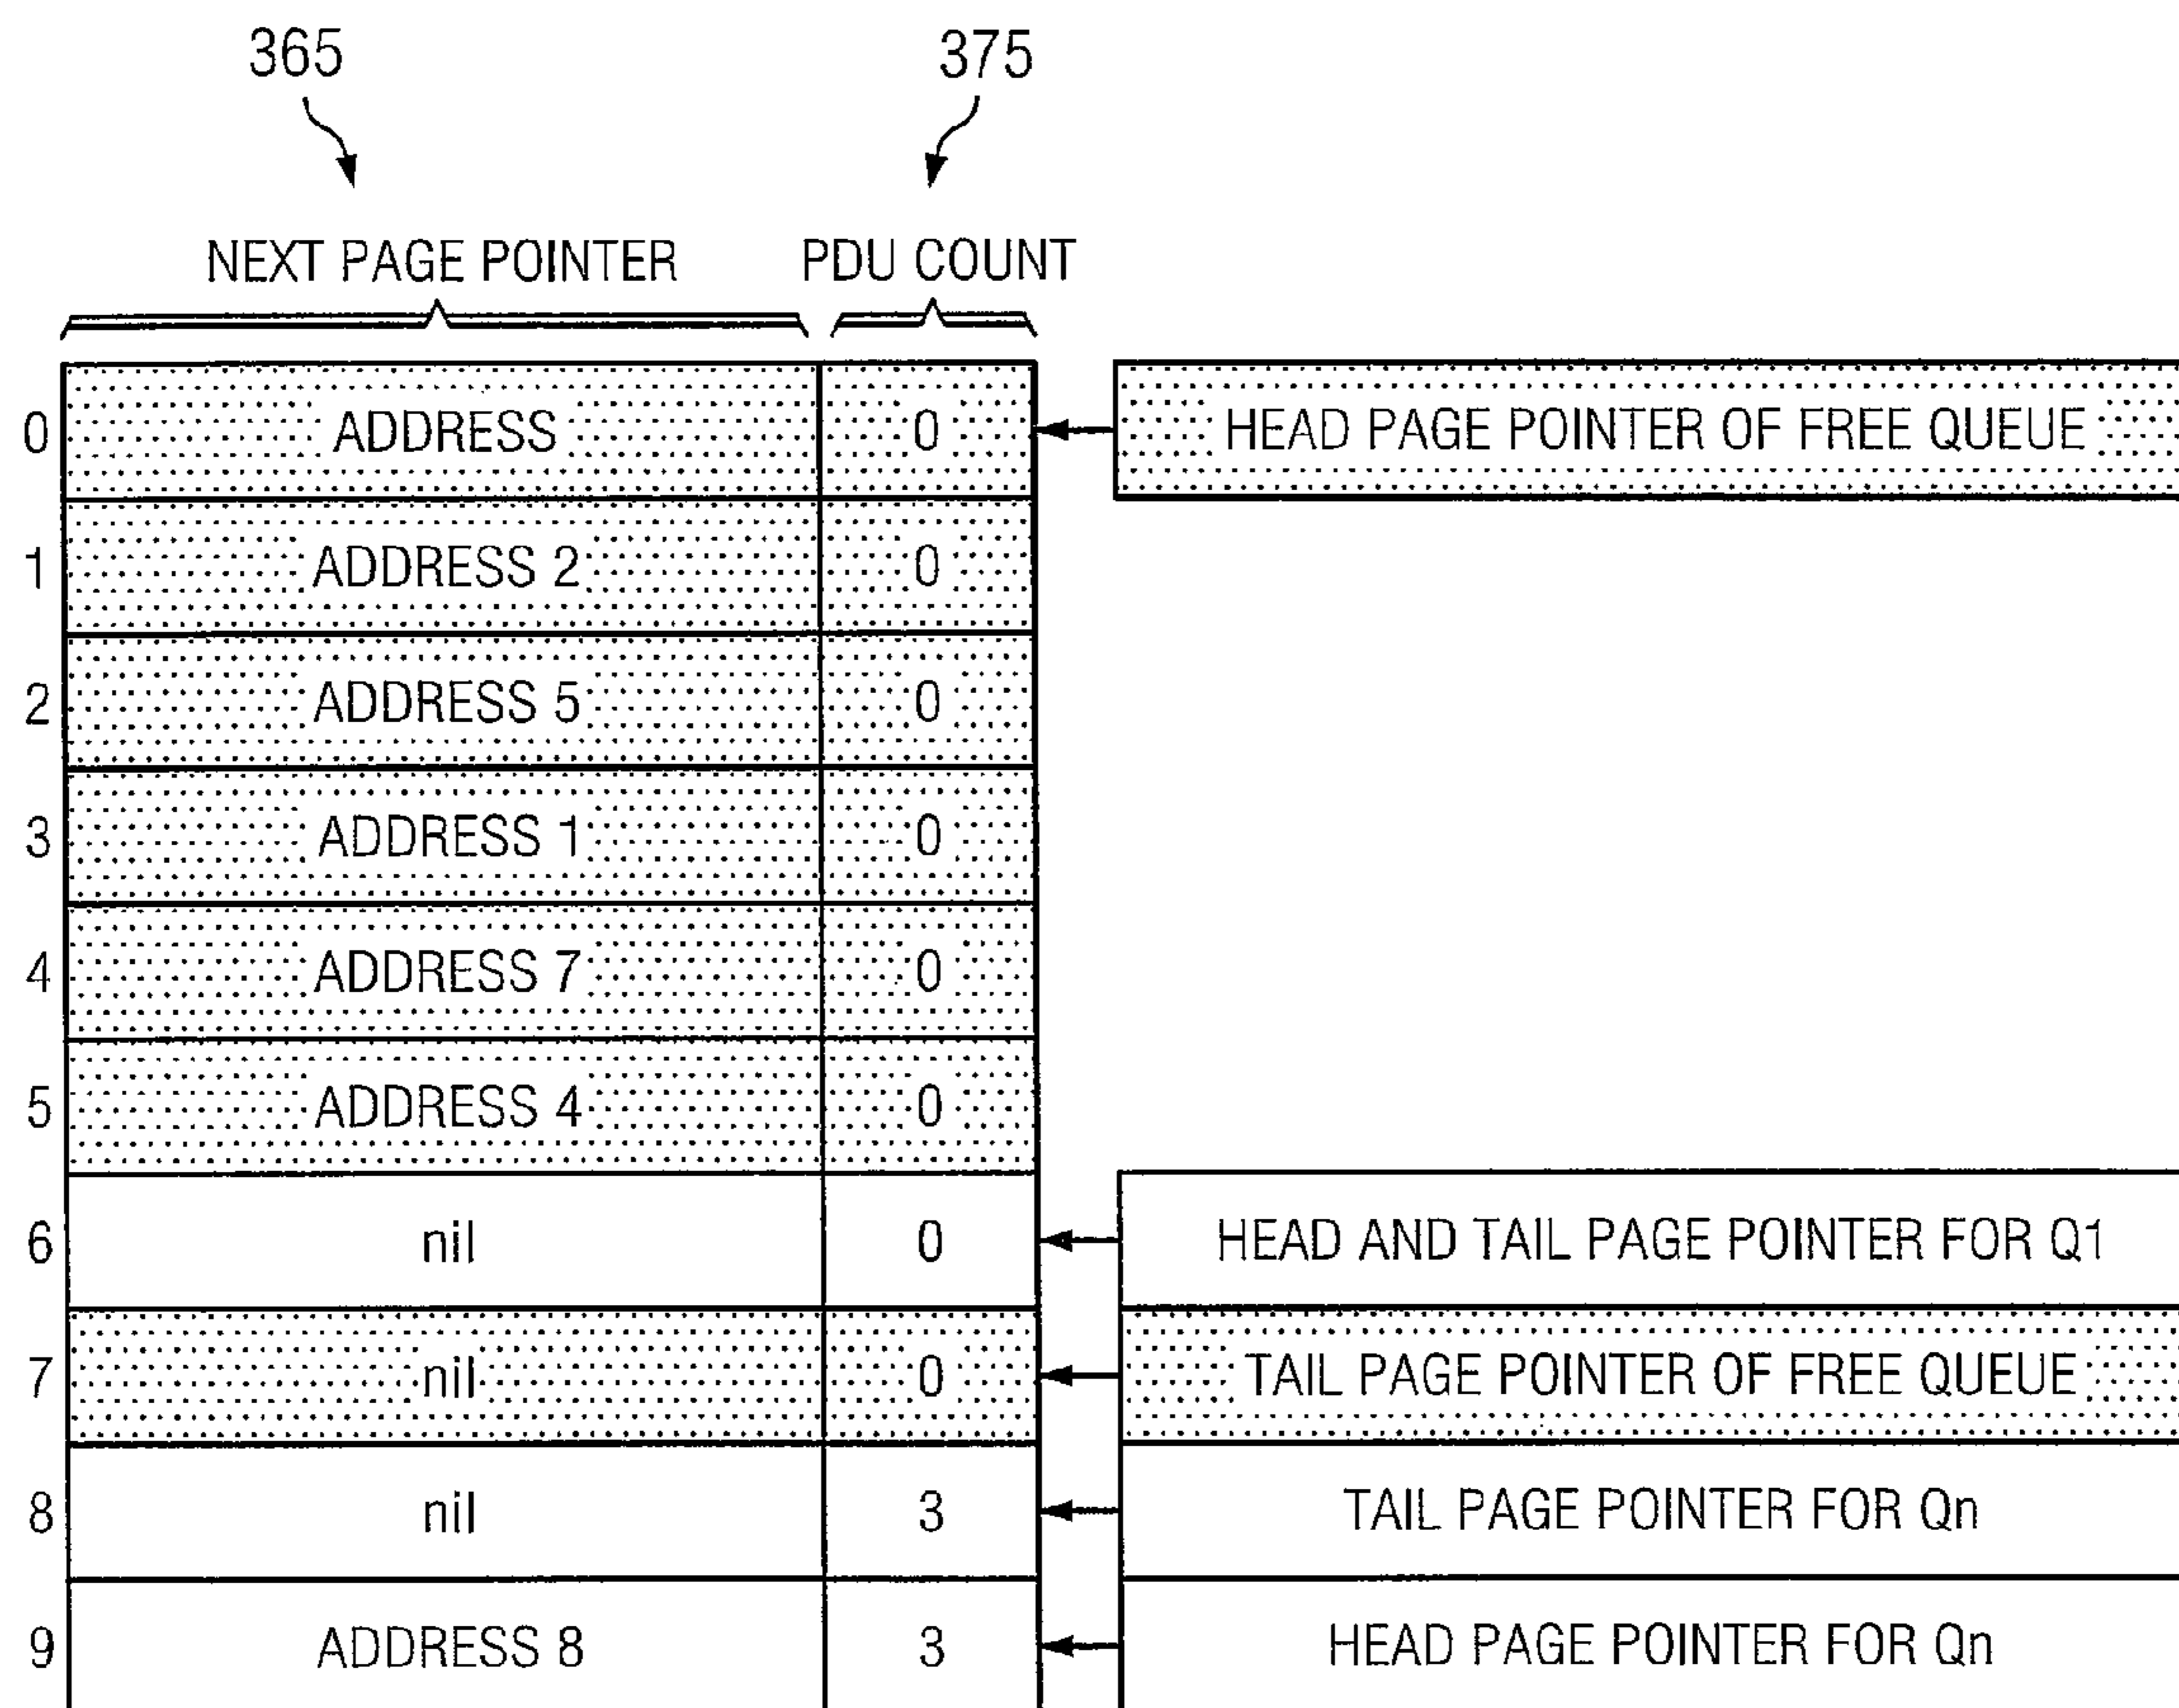 365 375
NEXT PAGE POINTER PDU COUNT
0 ADDRESS 0 HEAD PAGE POINTER OF FREE QUEUE
1 ADDRESS 2 0
2 ADDRESS 5 0
3 ADDRESS 1 0
4 ADDRESS 7 0
5 ADDRESS 4 0
6 nil 0 HEAD AND TAIL PAGE POINTER FOR Q1
7 nil 0 TAIL PAGE POINTER OF FREE QUEUE
8 nil 3 TAIL PAGE POINTER FOR Qn
9 ADDRESS 8 3 HEAD PAGE POINTER FOR Qn